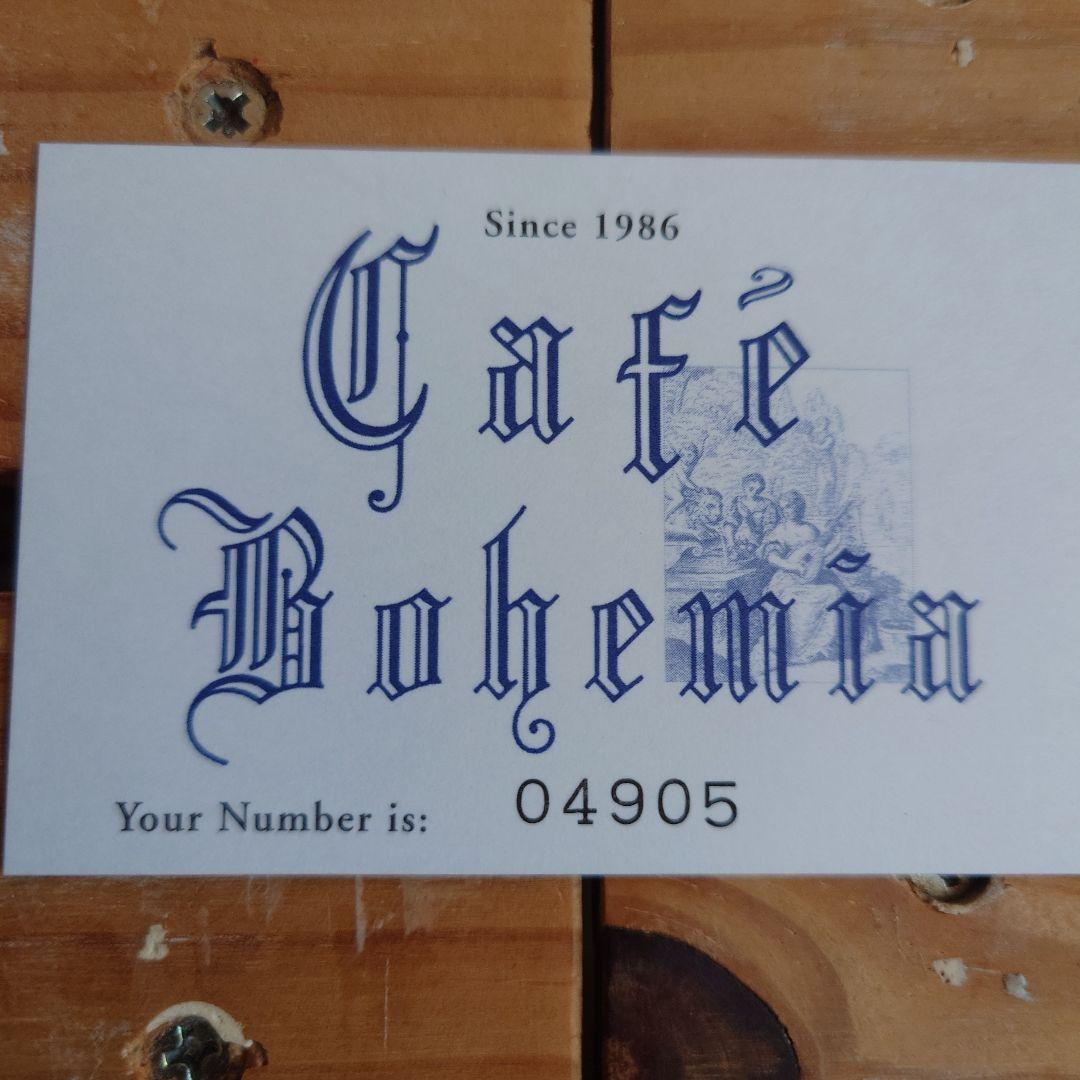 Since 1986
Café
Bohemia
Your Number is: 04905